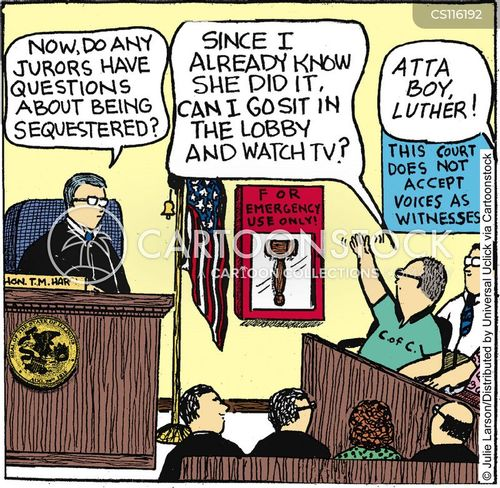 CS116192
NOW, DO ANY
JURORS HAVE
QUESTIONS
ABOUT BEING
SEQUESTERED?
SINCE I
ALREADY KNOW
SHE DID IT,
CAN I GO SIT IN
THE LOBBY
AND WATCH TV?
ATTA
BOY,
LUTHER!
THIS COURT
DOES NOT
ACCEPT
VOICES AS
WITNESSES
FOR
EMERGENCY
USE ONLY!
HON. T.M. HAR
C. of C.
CARTOONSTOCK
CARTOON COLLECTIONS
© Julie Larson/Distributed by Universal Uclick via Cartoonstock